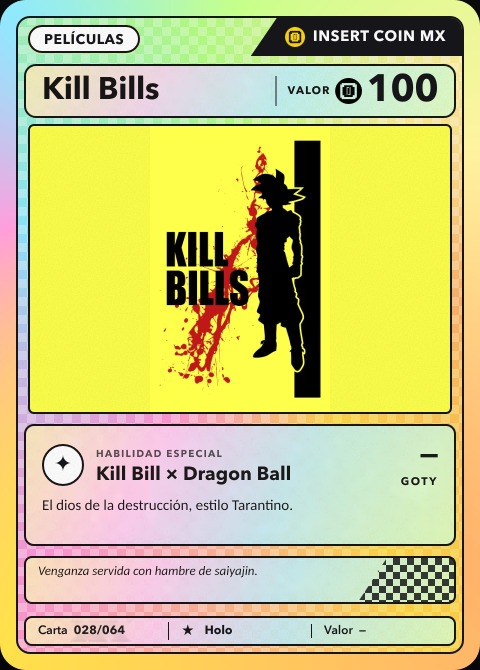 PELÍCULAS
INSERT COIN MX
Kill Bills
VALOR 100
KILL
BILLS
HABILIDAD ESPECIAL
Kill Bill × Dragon Ball
—
GOTY
El dios de la destrucción, estilo Tarantino.
Venganza servida con hambre de saiyajin.
Carta 028/064 ★ Holo Valor —